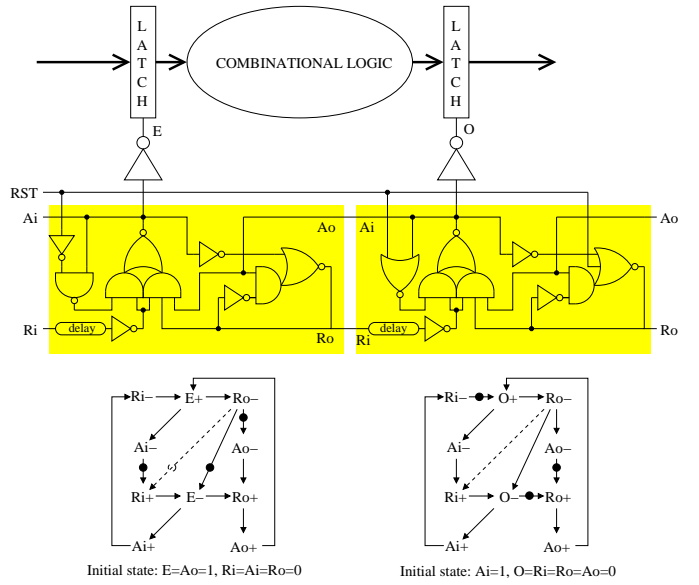 L
A
T
C
H
COMBINATIONAL LOGIC
L
A
T
C
H
E
O
RST
Ai
Ao
Ai
Ao
Ri
delay
Ro
Ri
delay
Ro
Ri− E+ Ro−
Ai− Ao−
Ri+ E− Ro+
Ai+ Ao+
Initial state: E=Ao=1, Ri=Ai=Ro=0
Ri− O+ Ro−
Ai− Ao−
Ri+ O− Ro+
Ai+ Ao+
Initial state: Ai=1, O=Ri=Ro=Ao=0